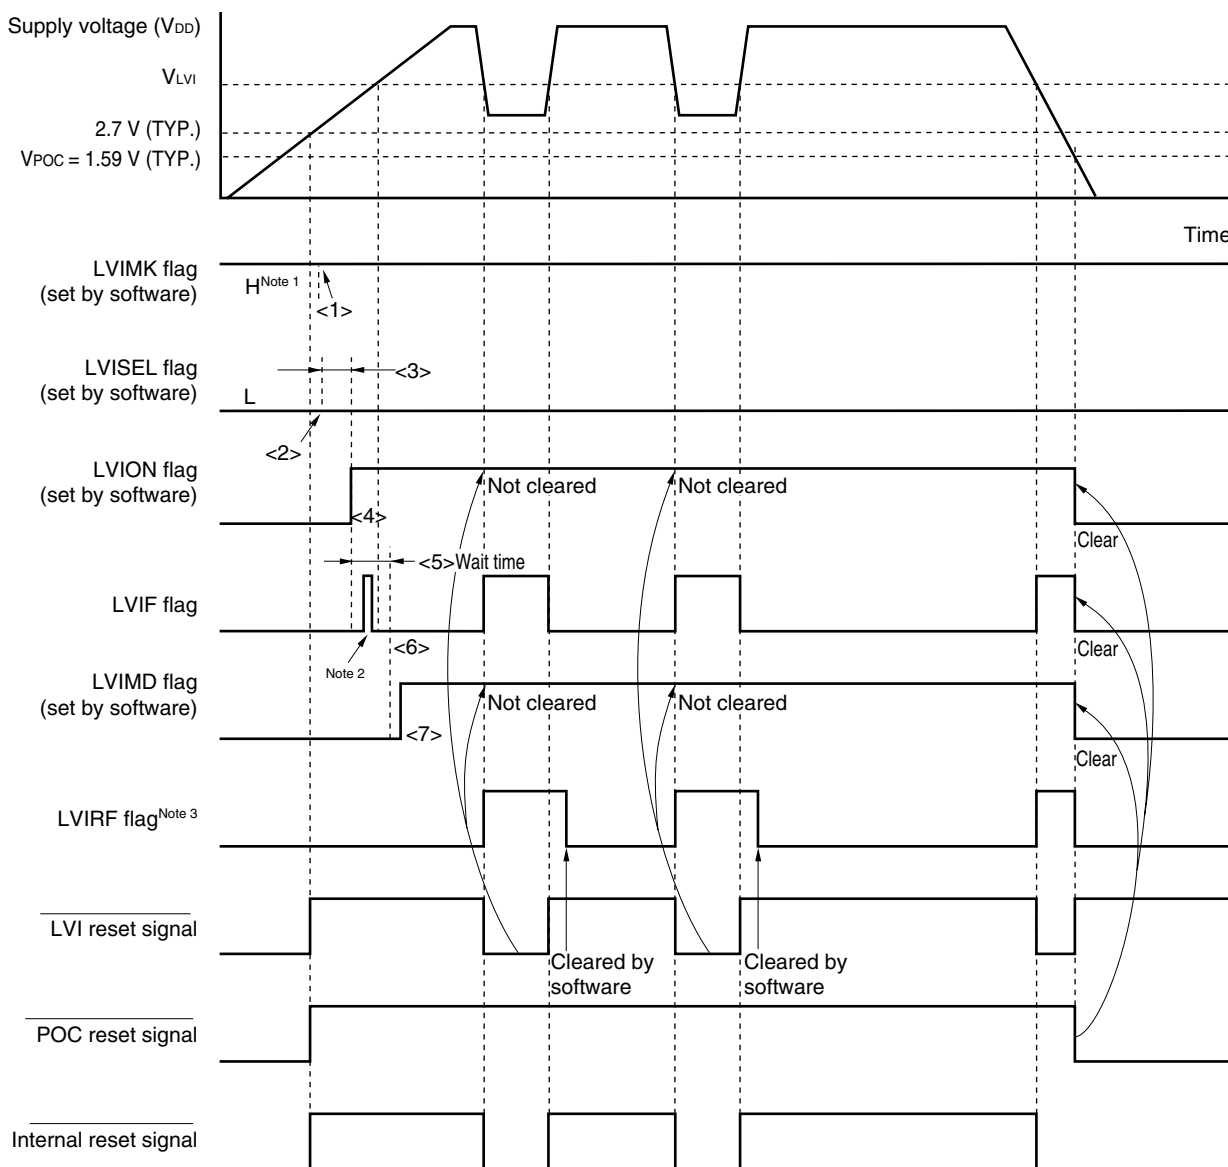 Supply voltage (VDD)
VLVI
2.7 V (TYP.)
VPOC = 1.59 V (TYP.)
Time
LVIMK flag
(set by software)
H Note 1
<1>
LVISEL flag
(set by software)
<3>
L
<2>
LVION flag
(set by software)
Not cleared
Not cleared
<4>
Clear
<5>Wait time
LVIF flag
<6>
Clear
Note 2
LVIMD flag
(set by software)
Not cleared
Not cleared
<7>
Clear
LVIRF flag Note 3
LVI reset signal
Cleared by
software
Cleared by
software
POC reset signal
Internal reset signal